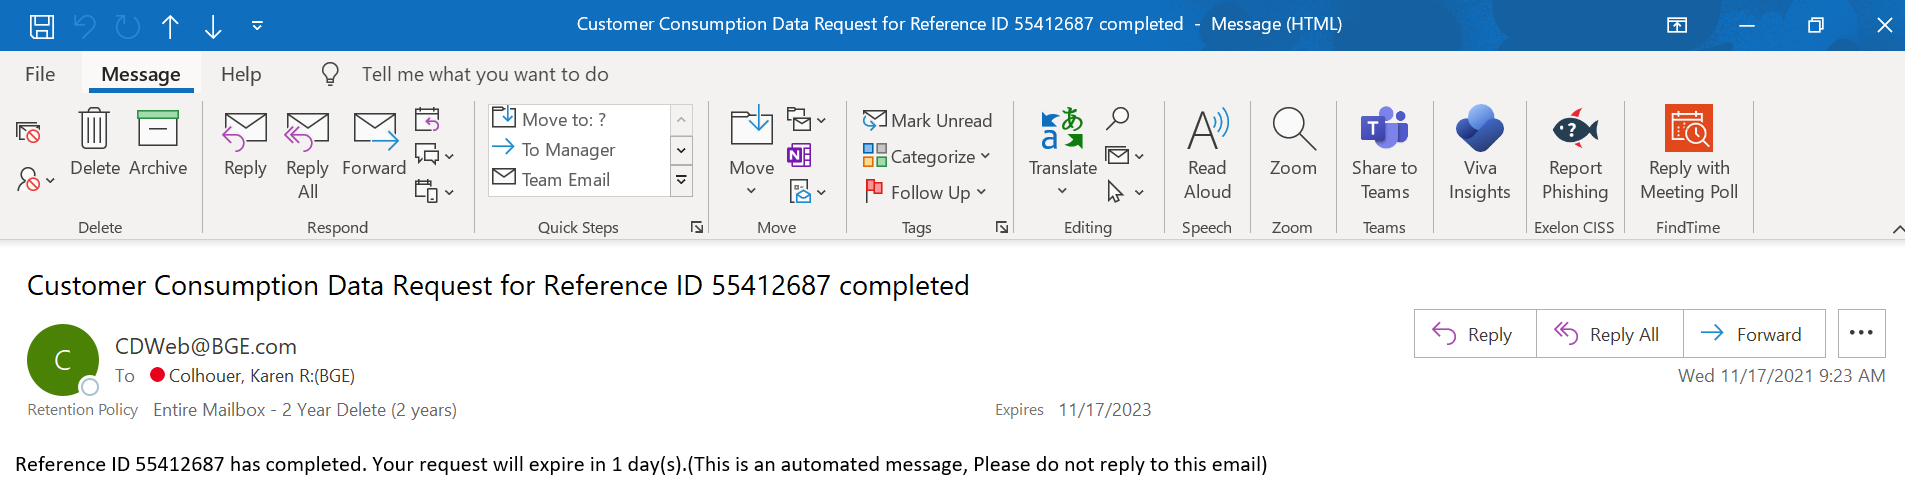 Customer Consumption Data Request for Reference ID 55412687 completed - Message (HTML)
File Message Help Tell me what you want to do
Delete Archive
Delete
Reply Reply All Forward
Respond
Move to: ?
To Manager
Team Email
Quick Steps
Move
Move
Mark Unread
Categorize
Follow Up
Tags
Translate
Editing
Read Aloud
Speech
Zoom
Zoom
Share to Teams
Teams
Viva Insights
Report Phishing
Exelon CISS
Reply with Meeting Poll
FindTime
Customer Consumption Data Request for Reference ID 55412687 completed
C
CDWeb@BGE.com
To Colhouer, Karen R:(BGE)
Reply Reply All Forward
Wed 11/17/2021 9:23 AM
Retention Policy Entire Mailbox - 2 Year Delete (2 years) Expires 11/17/2023
Reference ID 55412687 has completed. Your request will expire in 1 day(s).(This is an automated message, Please do not reply to this email)